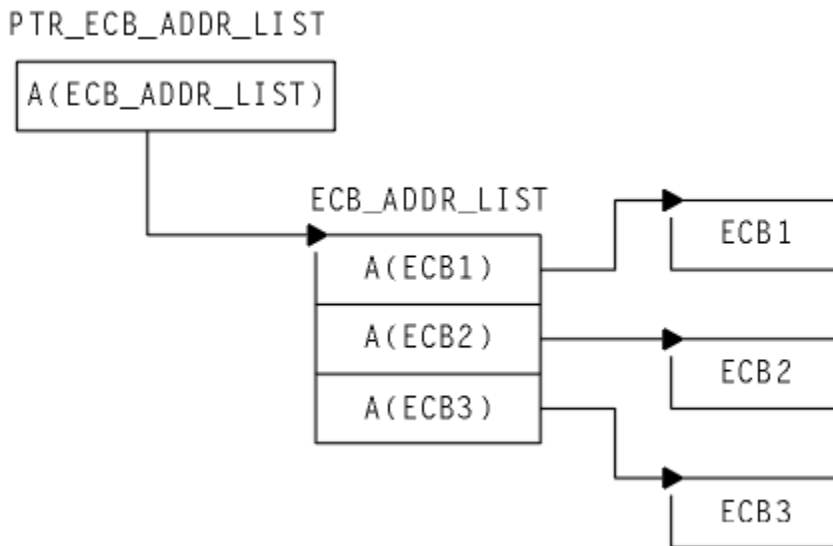 PTR_ECB_ADDR_LIST
A(ECB_ADDR_LIST)
ECB_ADDR_LIST
A(ECB1)
A(ECB2)
A(ECB3)
ECB1
ECB2
ECB3